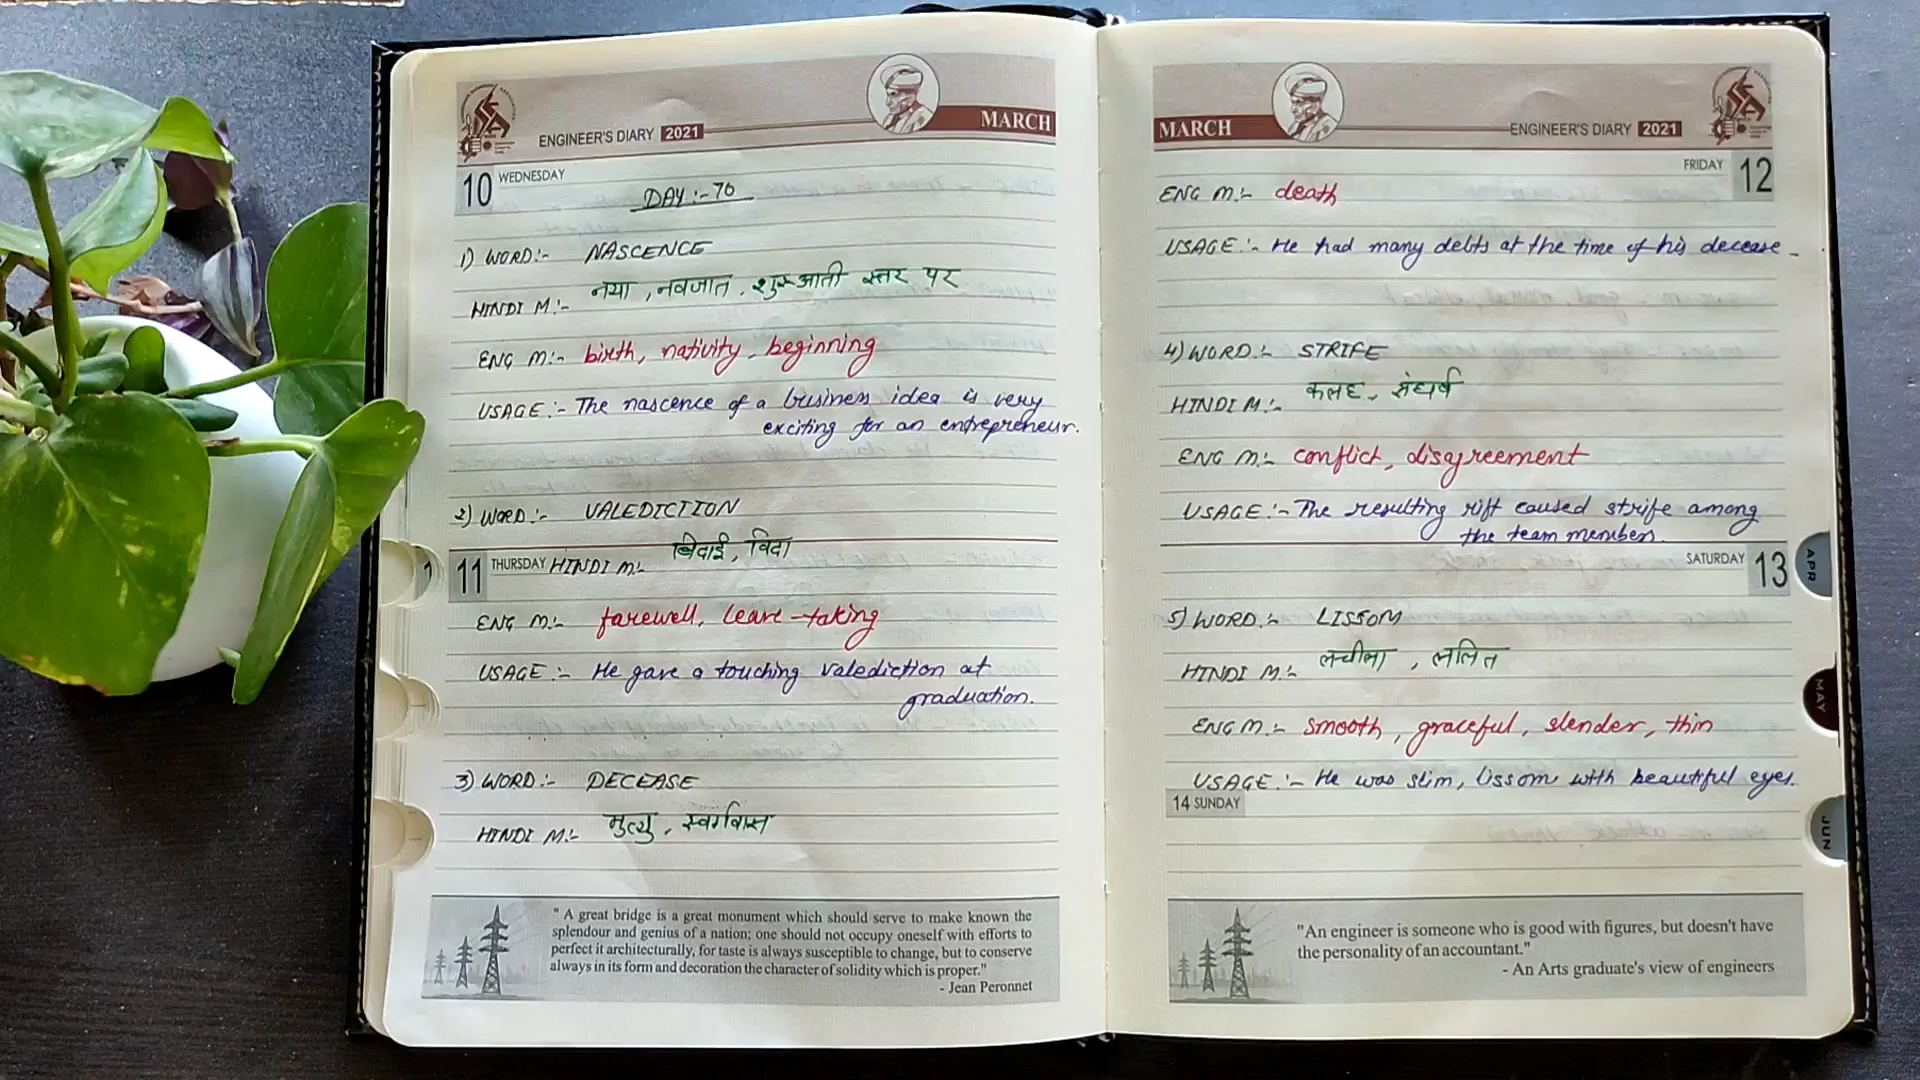 ENGINEER'S DIARY 2021
MARCH
10 WEDNESDAY
DAY :- 70
1) WORD :- NASCENCE
HINDI M :- नया , नवजात , शुरुआती स्तर पर
ENG M :- birth, nativity, beginning
USAGE :- The nascence of a business idea is very
exciting for an entrepreneur.
2) WORD :- VALEDICTION
11 THURSDAY HINDI M :- बिदाई, विदा
ENG M :- farewell, leave-taking
USAGE :- He gave a touching valediction at
graduation.
3) WORD :- DECEASE
HINDI M :- मृत्यु , स्वर्गवास
" A great bridge is a great monument which should serve to make known the
splendour and genius of a nation; one should not occupy oneself with efforts to
perfect it architecturally, for taste is always susceptible to change, but to conserve
always in its form and decoration the character of solidity which is proper."
- Jean Peronnet
MARCH
ENGINEER'S DIARY 2021
FRIDAY 12
ENG M :- death
USAGE :- He had many debts at the time of his decease.
4) WORD :- STRIFE
HINDI M :- कलह , संघर्ष
ENG M :- conflict, disagreement
USAGE :- The resulting rift caused strife among
the team members.
SATURDAY 13
5) WORD :- LISSOM
HINDI M :- लचीला , ललित
ENG M :- smooth, graceful, slender, thin
USAGE :- He was slim, lissom with beautiful eyes.
14 SUNDAY
"An engineer is someone who is good with figures, but doesn't have
the personality of an accountant."
- An Arts graduate's view of engineers
APR
MAY
JUN